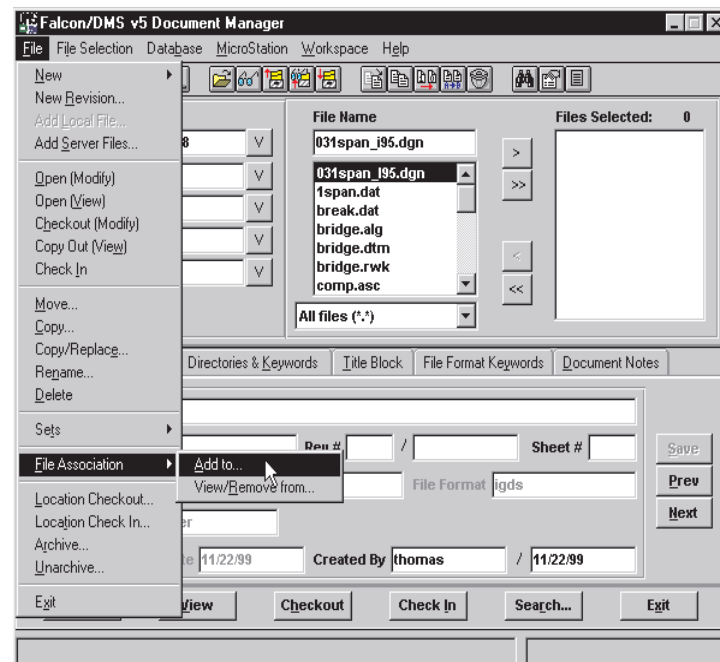 Falcon/DMS v5 Document Manager
File File Selection Database MicroStation Workspace Help
New
New Revision...
Add Local File...
Add Server Files...
Open (Modify)
Open (View)
Checkout (Modify)
Copy Out (View)
Check In
Move...
Copy...
Copy/Replace...
Rename...
Delete
Sets
File Association
Location Checkout...
Location Check In...
Archive...
Unarchive...
Exit
Add to...
View/Remove from...
8 V
V
V
V
V
File Name
031span_i95.dgn
031span_I95.dgn
1span.dat
break.dat
bridge.alg
bridge.dtm
bridge.rwk
comp.asc
All files (*.*)
>
>>
<
<<
Files Selected: 0
Directories & Keywords Title Block File Format Keywords Document Notes
Rev # / Sheet #
File Format igds
er
te 11/22/99 Created By thomas / 11/22/99
Save
Prev
Next
View Checkout Check In Search... Exit